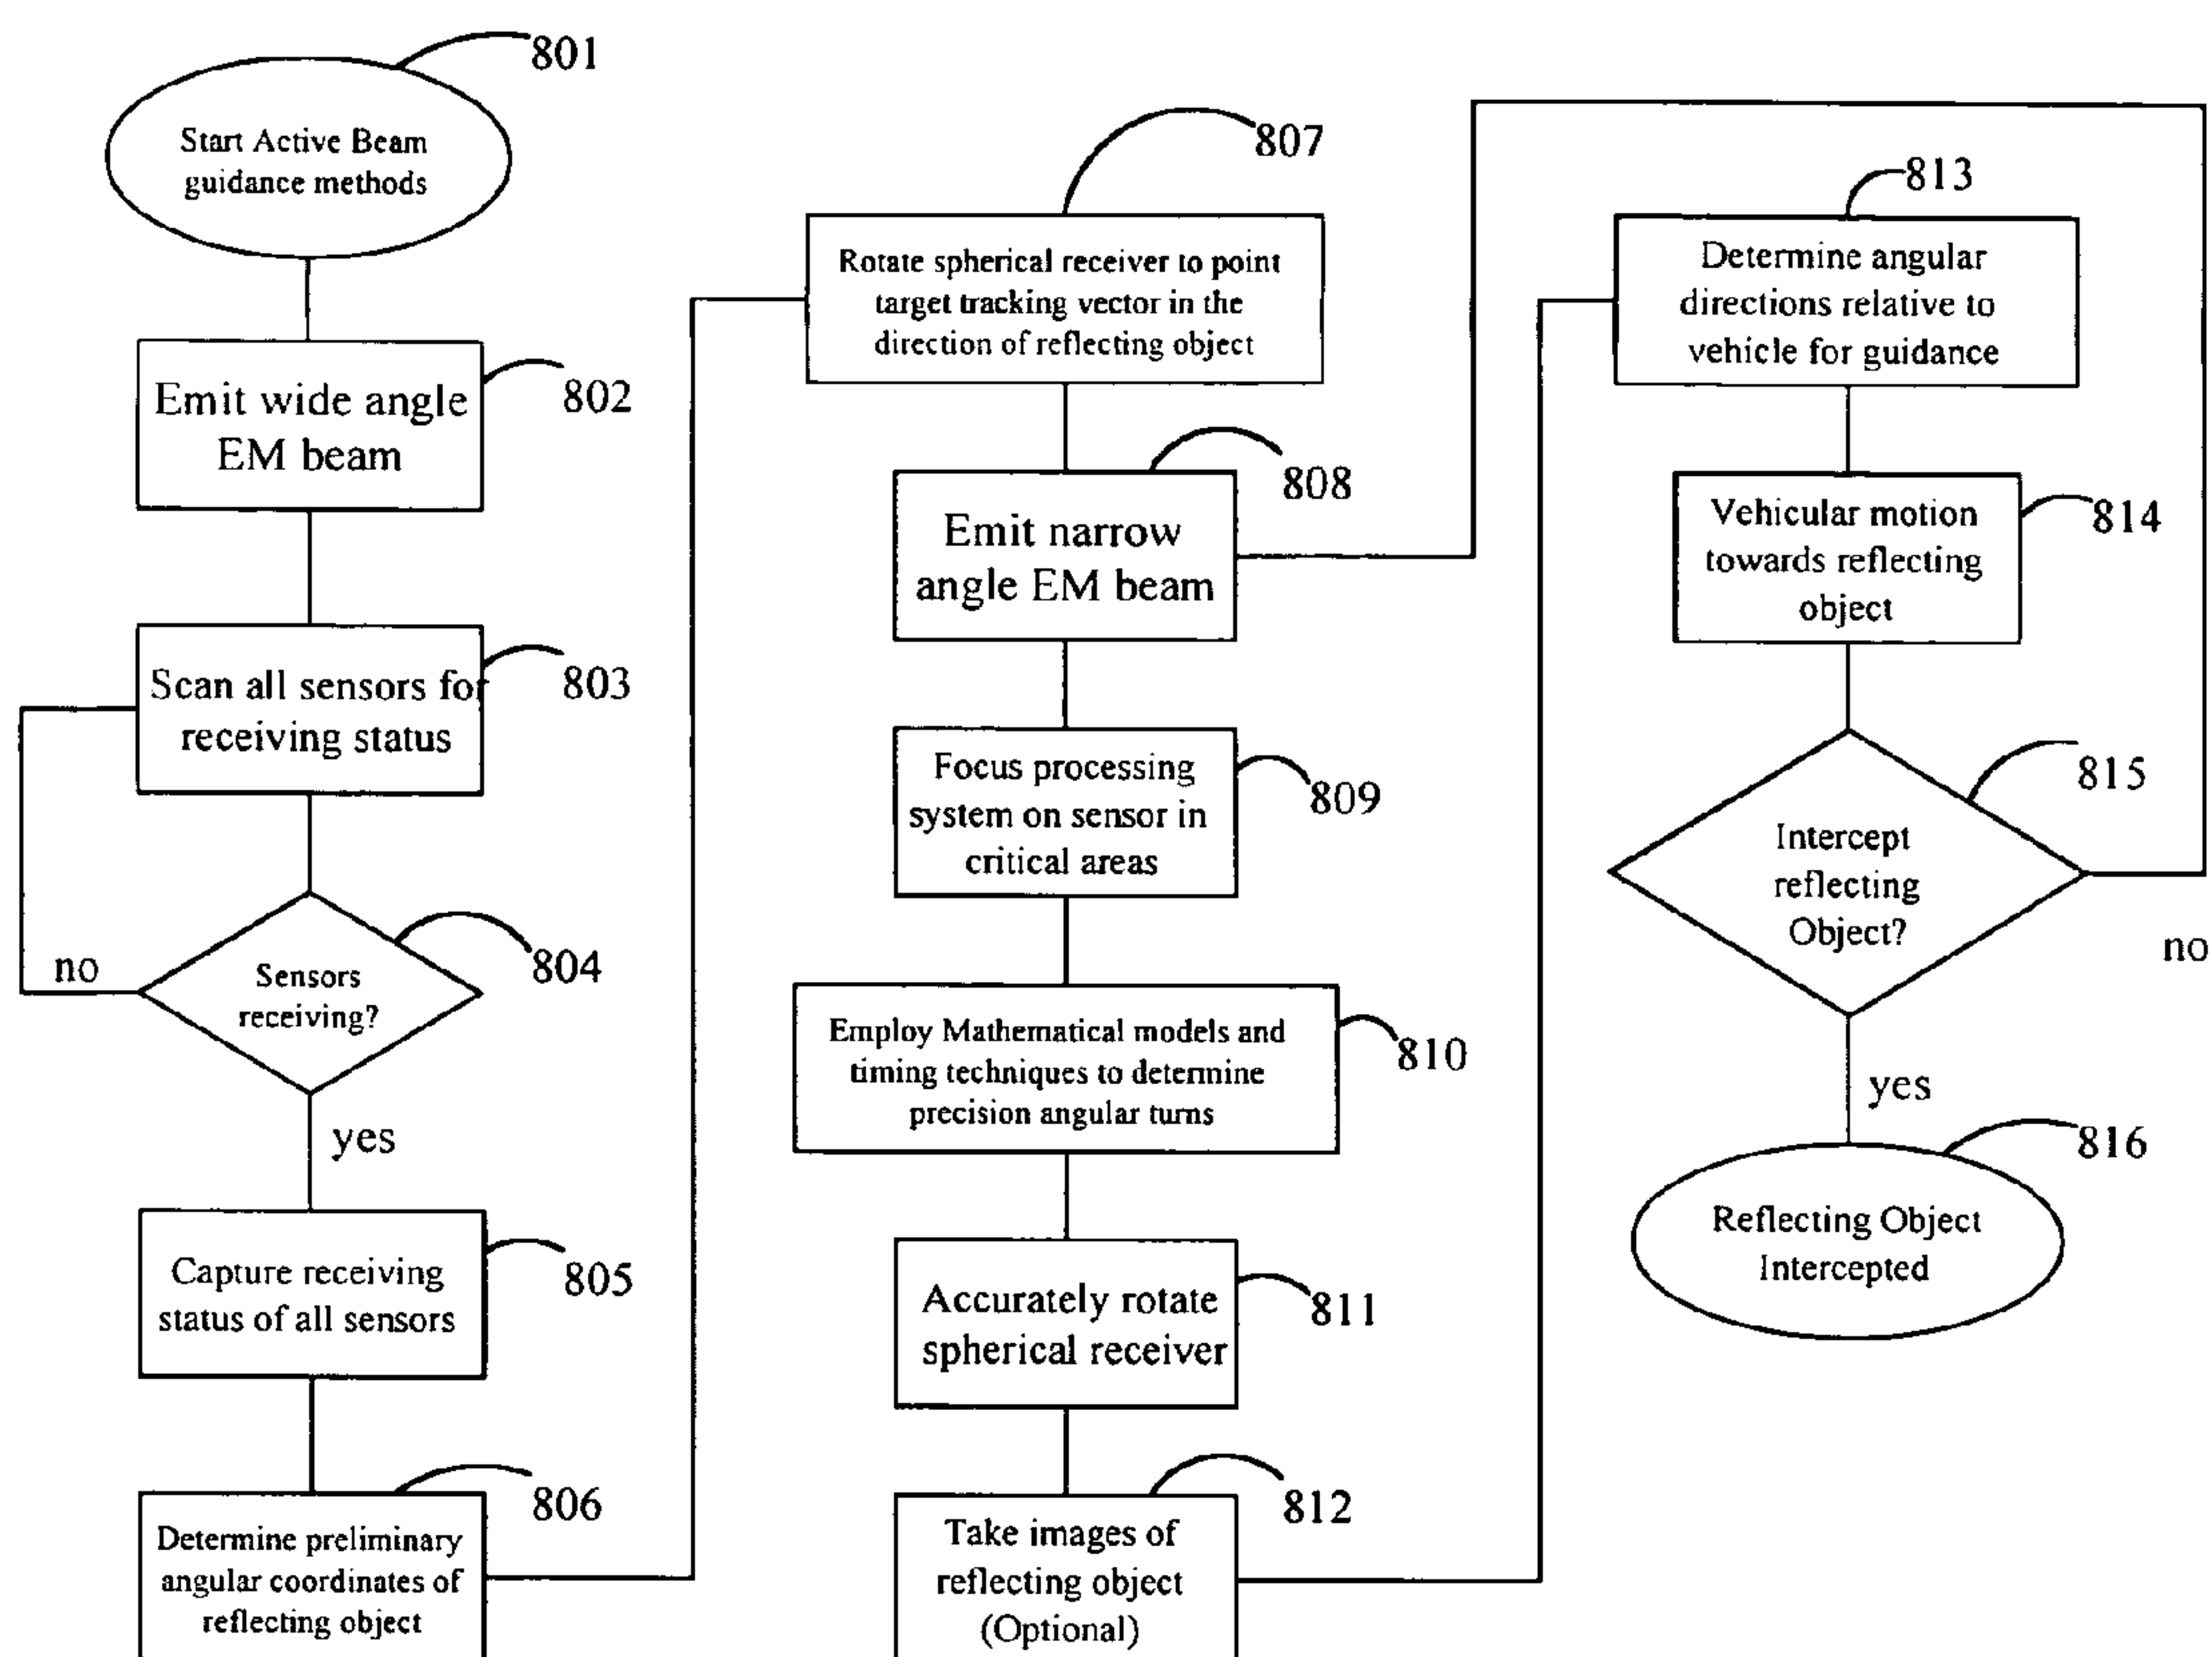 801
Start Active Beam
guidance methods
802
Emit wide angle
EM beam
803
Scan all sensors for
receiving status
804
Sensors
receiving?
no
yes
805
Capture receiving
status of all sensors
806
Determine preliminary
angular coordinates of
reflecting object
807
Rotate spherical receiver to point
target tracking vector in the
direction of reflecting object
808
Emit narrow
angle EM beam
809
Focus processing
system on sensor in
critical areas
810
Employ Mathematical models and
timing techniques to determine
precision angular turns
811
Accurately rotate
spherical receiver
812
Take images of
reflecting object
(Optional)
813
Determine angular
directions relative to
vehicle for guidance
814
Vehicular motion
towards reflecting
object
815
Intercept
reflecting
Object?
no
yes
816
Reflecting Object
Intercepted